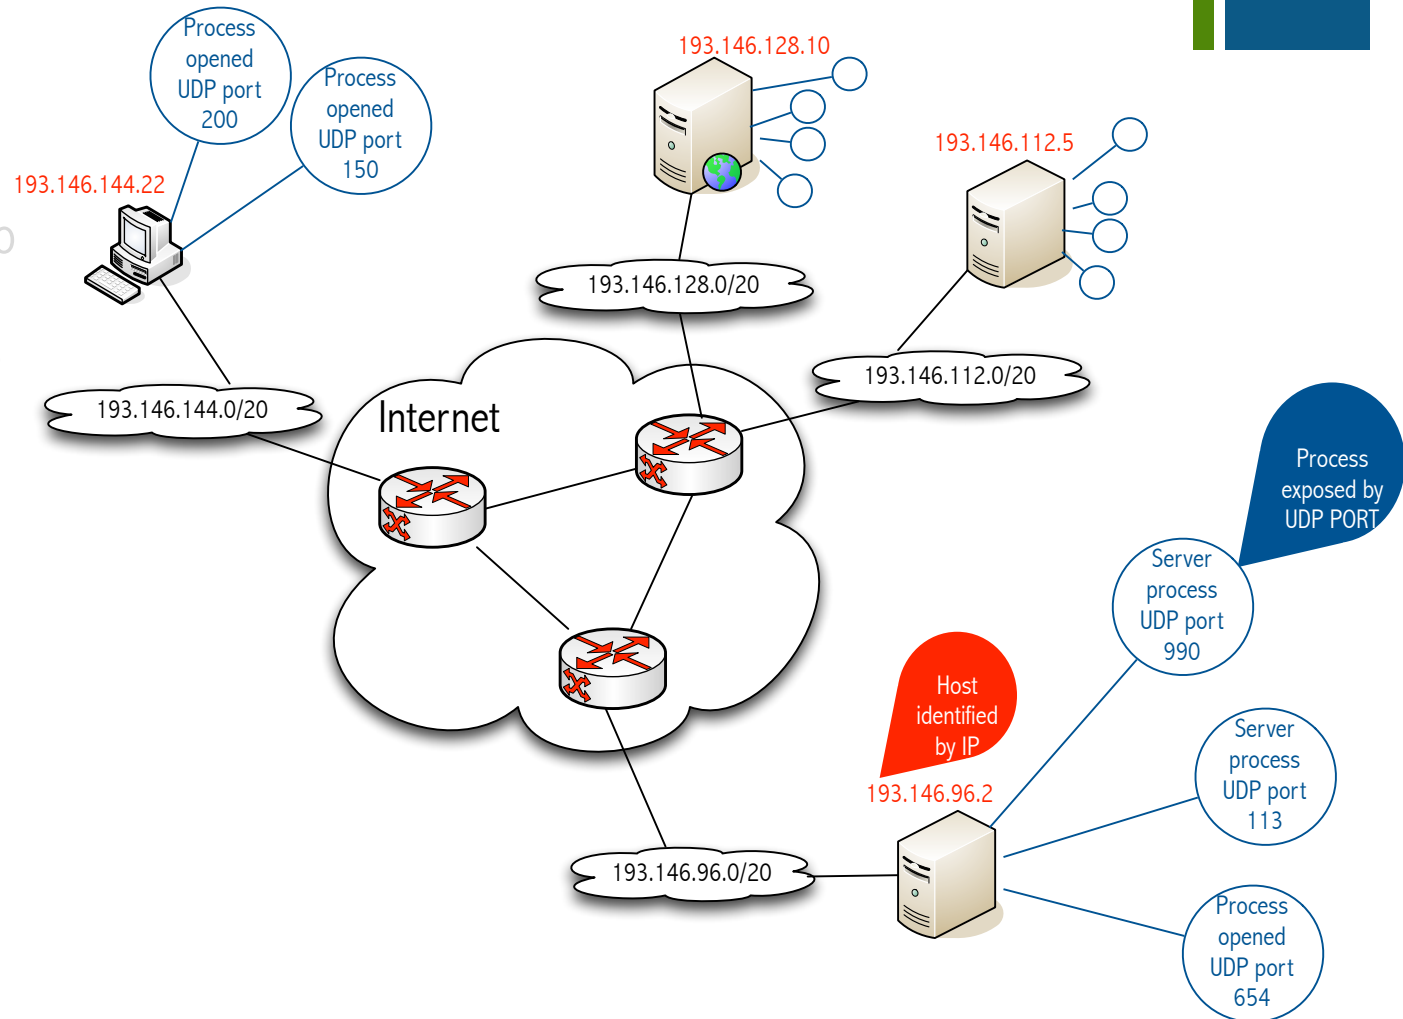 Process
opened
UDP port
200
Process
opened
UDP port
150
193.146.144.22
193.146.128.10
193.146.112.5
193.146.128.0/20
193.146.112.0/20
193.146.144.0/20
Internet
Process
exposed by
UDP PORT
Server
process
UDP port
990
Host
identified
by IP
193.146.96.2
Server
process
UDP port
113
193.146.96.0/20
Process
opened
UDP port
654